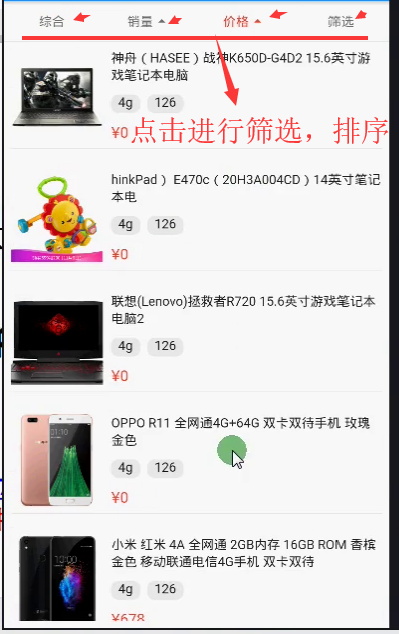 综合 销量 价格 筛选
神舟（HASEE）战神K650D-G4D2 15.6英寸游
戏笔记本电脑
4g 126
¥0
点击进行筛选，排序
hinkPad） E470c（20H3A004CD）14英寸笔记
本电
4g 126
¥0
联想(Lenovo)拯救者R720 15.6英寸游戏笔记本
电脑2
4g 126
¥0
OPPO R11 全网通4G+64G 双卡双待手机 玫瑰
金色
4g 126
¥0
小米 红米 4A 全网通 2GB内存 16GB ROM 香槟
金色 移动联通电信4G手机 双卡双待
4g 126
¥678